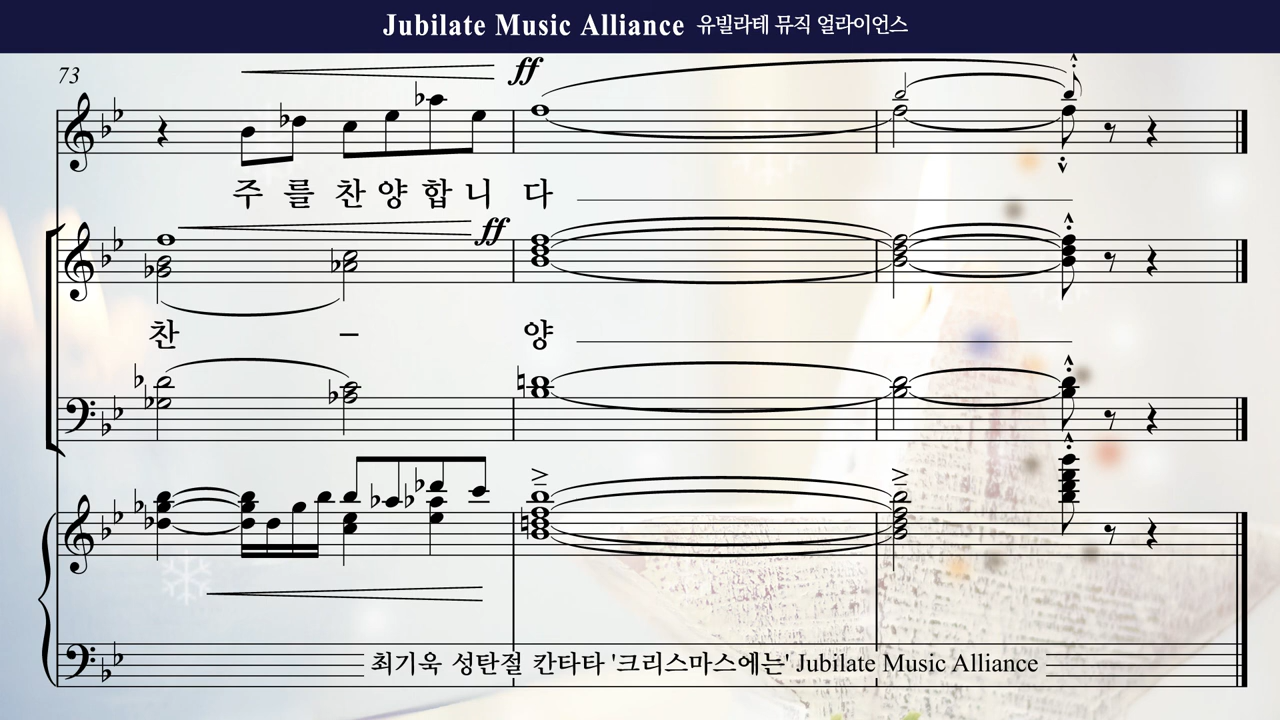 Jubilate Music Alliance 유빌라테 뮤직 얼라이언스
73
ff
주 를 찬 양 합 니 다
ff
찬 – 양
최기욱 성탄절 칸타타 '크리스마스에는' Jubilate Music Alliance